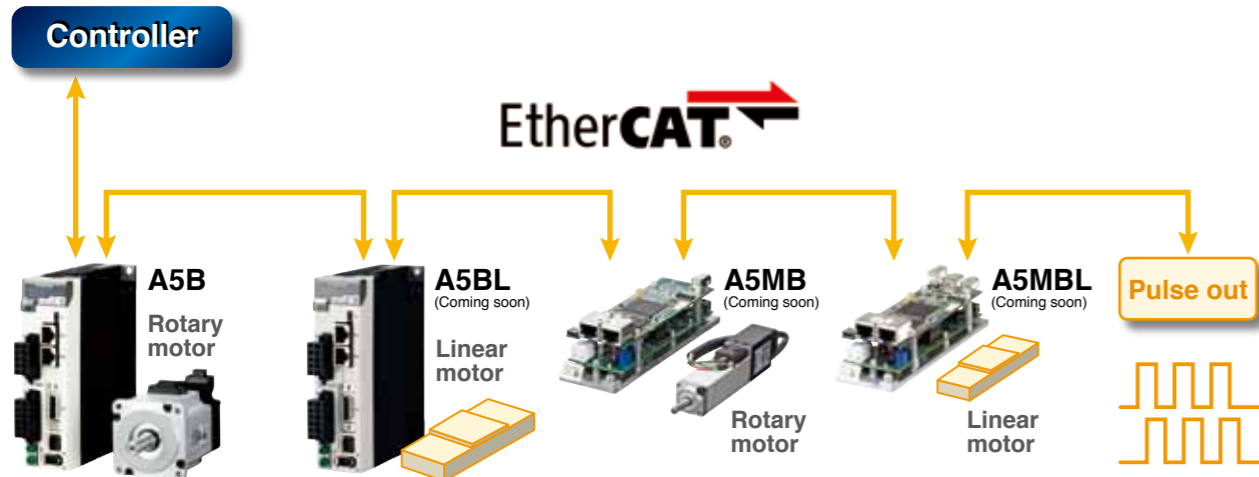 Controller
EtherCAT®
A5B
Rotary
motor
A5BL
(Coming soon)
Linear
motor
A5MB
(Coming soon)
Rotary
motor
A5MBL
(Coming soon)
Linear
motor
Pulse out